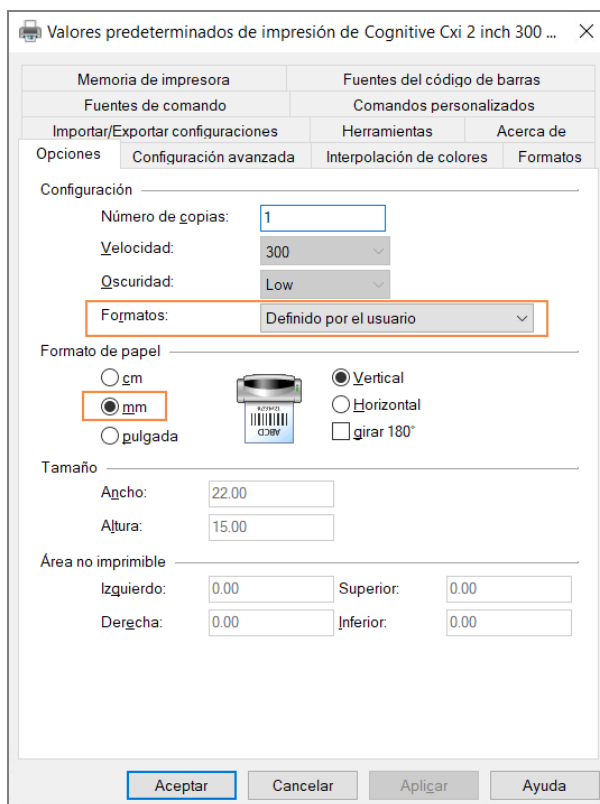 Valores predeterminados de impresión de Cognitive Cxi 2 inch 300 ...
Memoria de impresora Fuentes del código de barras
Fuentes de comando Comandos personalizados
Importar/Exportar configuraciones Herramientas Acerca de
Opciones Configuración avanzada Interpolación de colores Formatos
Configuración
Número de copias: 1
Velocidad: 300
Oscuridad: Low
Formatos: Definido por el usuario
Formato de papel
cm Vertical
mm Horizontal
pulgada girar 180°
ABCD
Tamaño
Ancho: 22.00
Altura: 15.00
Área no imprimible
Izquierdo: 0.00 Superior: 0.00
Derecha: 0.00 Inferior: 0.00
Aceptar Cancelar Aplicar Ayuda